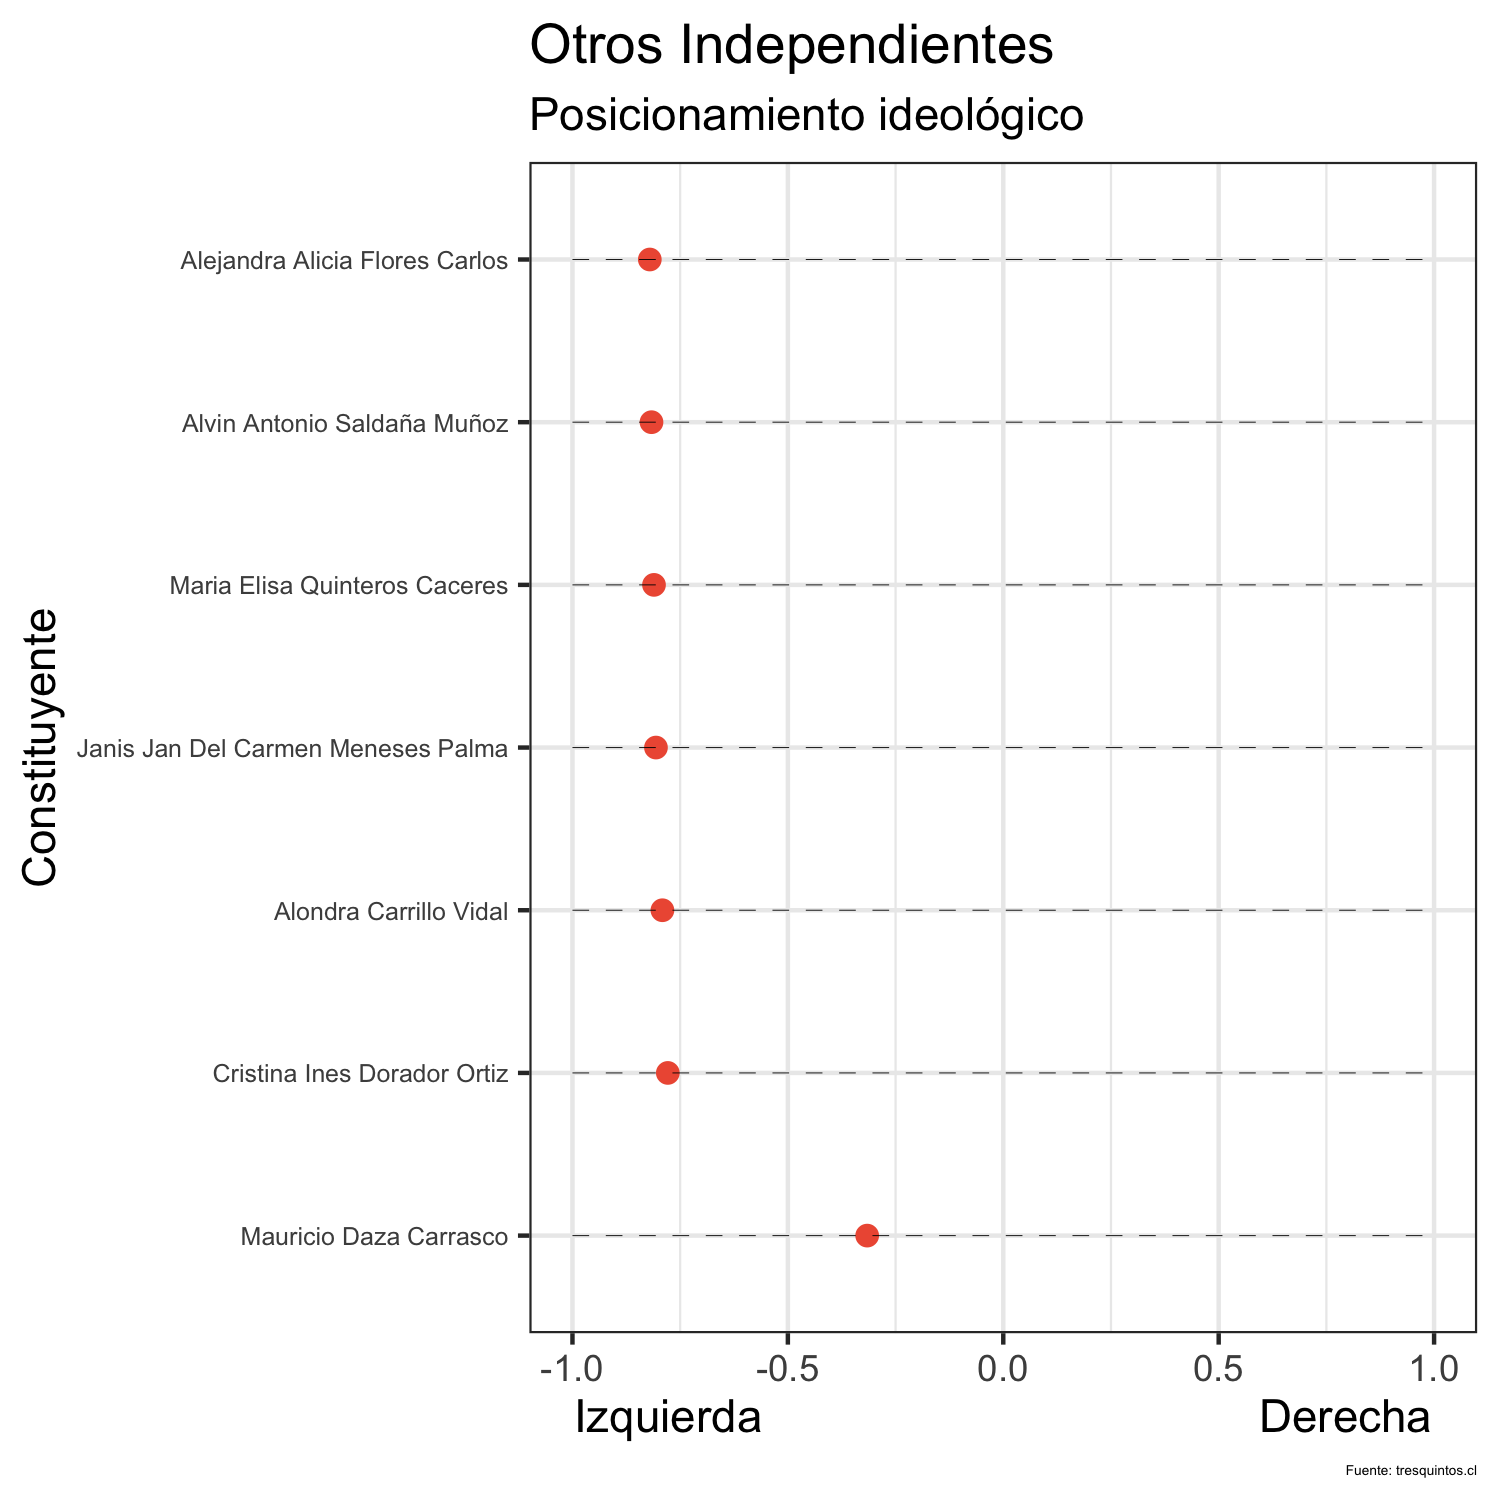 Otros Independientes
Posicionamiento ideológico
Constituyente
Alejandra Alicia Flores Carlos
Alvin Antonio Saldaña Muñoz
Maria Elisa Quinteros Caceres
Janis Jan Del Carmen Meneses Palma
Alondra Carrillo Vidal
Cristina Ines Dorador Ortiz
Mauricio Daza Carrasco
-1.0 -0.5 0.0 0.5 1.0
Izquierda Derecha
Fuente: tresquintos.cl